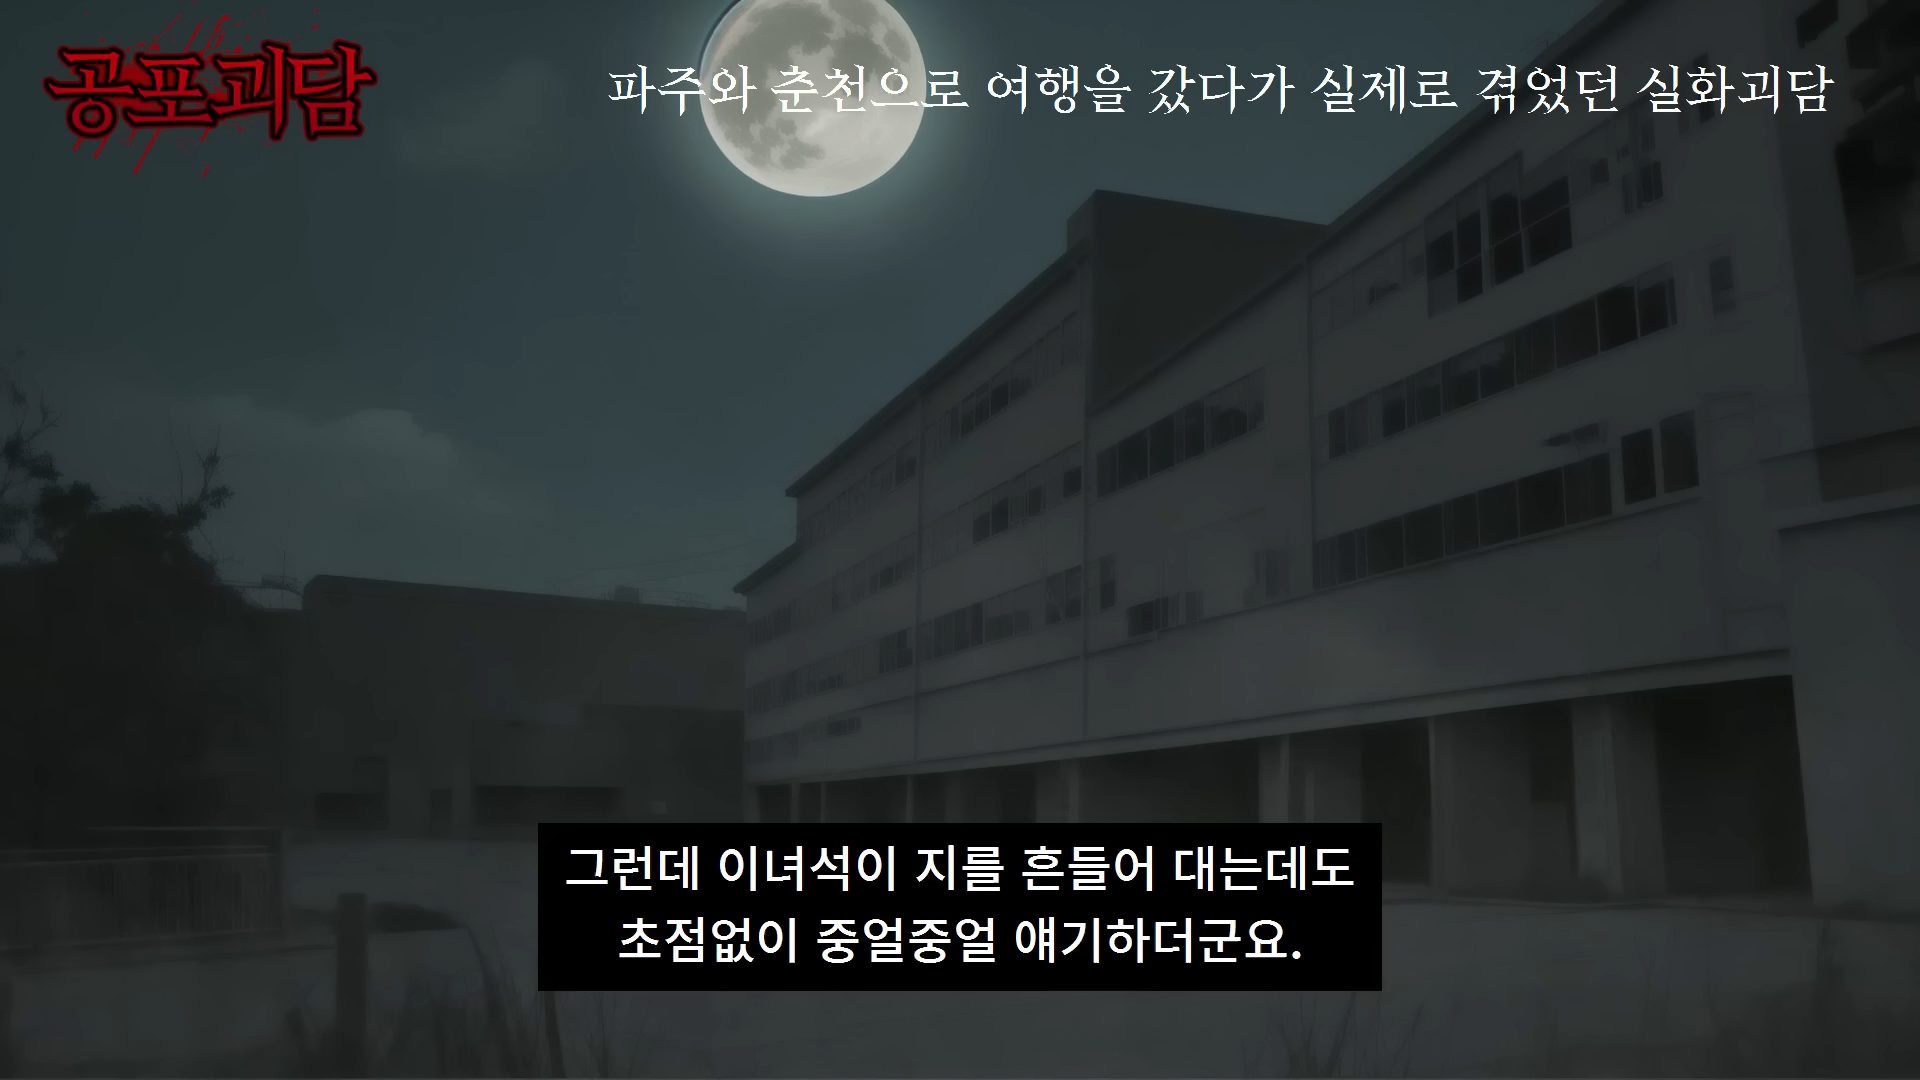 공포괴담
파주와 춘천으로 여행을 갔다가 실제로 겪었던 실화괴담
그런데 이녀석이 지를 흔들어 대는데도
초점없이 중얼중얼 얘기하더군요.